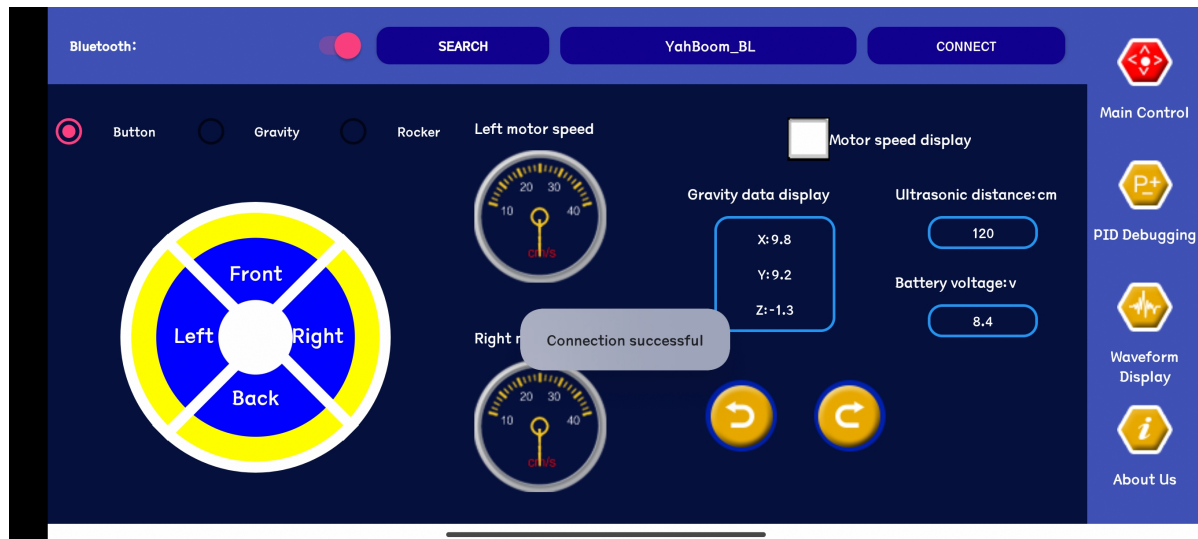 Bluetooth:
SEARCH
YahBoom_BL
CONNECT
Main Control
PID Debugging
Waveform
Display
About Us
Button
Gravity
Rocker
Front
Left
Right
Back
Left motor speed
10 20 30 40
cm/s
Right
10 20 30 40
cm/s
Connection successful
Motor speed display
Gravity data display
X:9.8
Y:9.2
Z:-1.3
Ultrasonic distance:cm
120
Battery voltage:v
8.4
P±
i